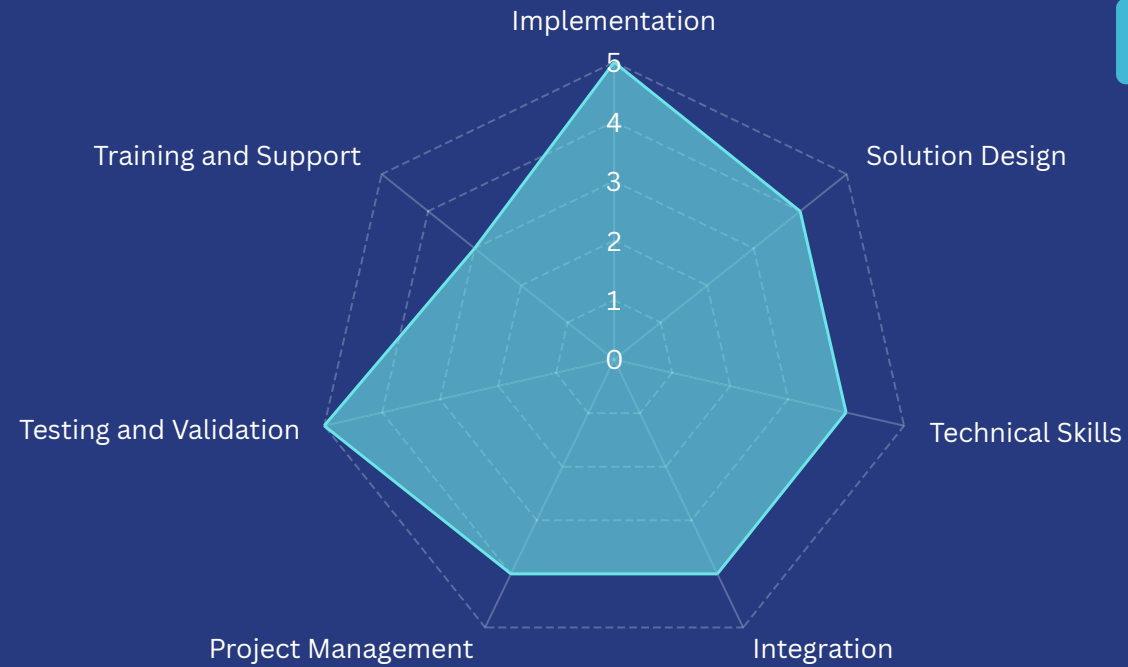 Implementation
5
Training and Support
Solution Design
4
3
2
1
0
Testing and Validation
Technical Skills
Project Management
Integration